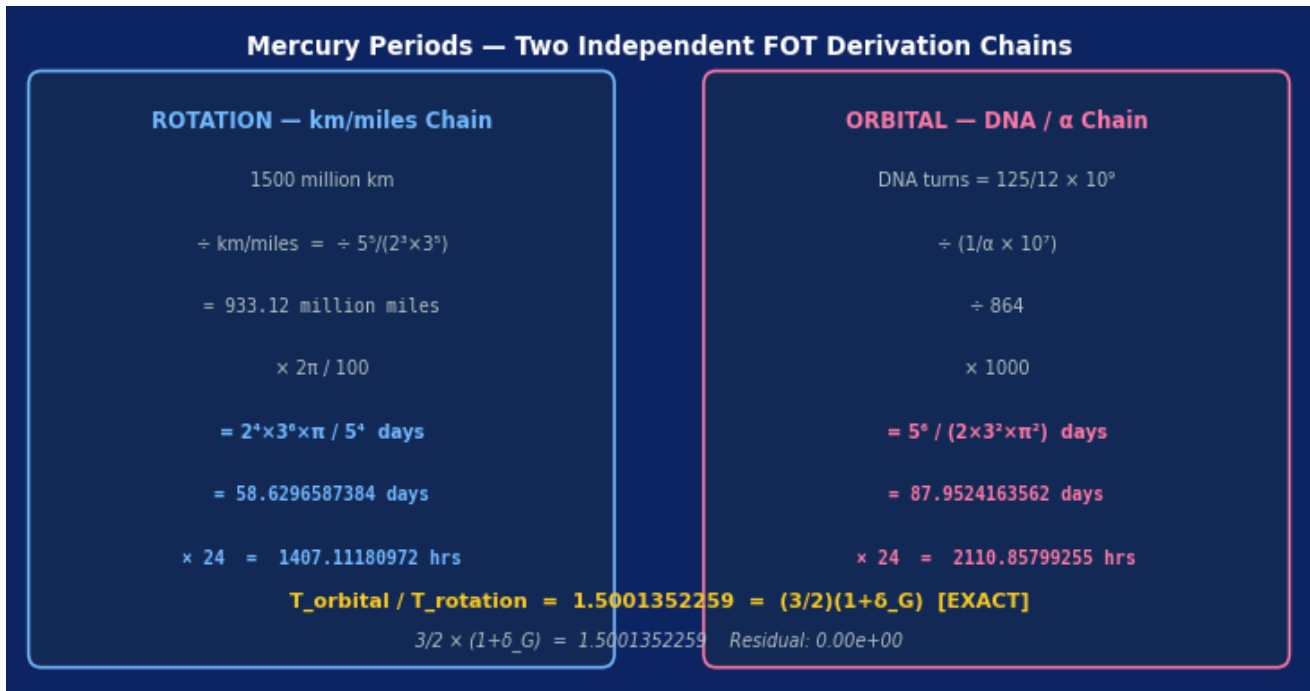 Mercury Periods — Two Independent FOT Derivation Chains
ROTATION — km/miles Chain
1500 million km
÷ km/miles = ÷ 5⁵/(2³×3⁵)
= 933.12 million miles
× 2π / 100
= 2⁴×3⁶×π / 5⁴ days
= 58.6296587384 days
× 24 = 1407.11180972 hrs
ORBITAL — DNA / α Chain
DNA turns = 125/12 × 10⁹
÷ (1/α × 10⁷)
÷ 864
× 1000
= 5⁶ / (2×3²×π²) days
= 87.9524163562 days
× 24 = 2110.85799255 hrs
T_orbital / T_rotation = 1.5001352259 = (3/2)(1+δ_G) [EXACT]
3/2 × (1+δ_G) = 1.5001352259 Residual: 0.00e+00